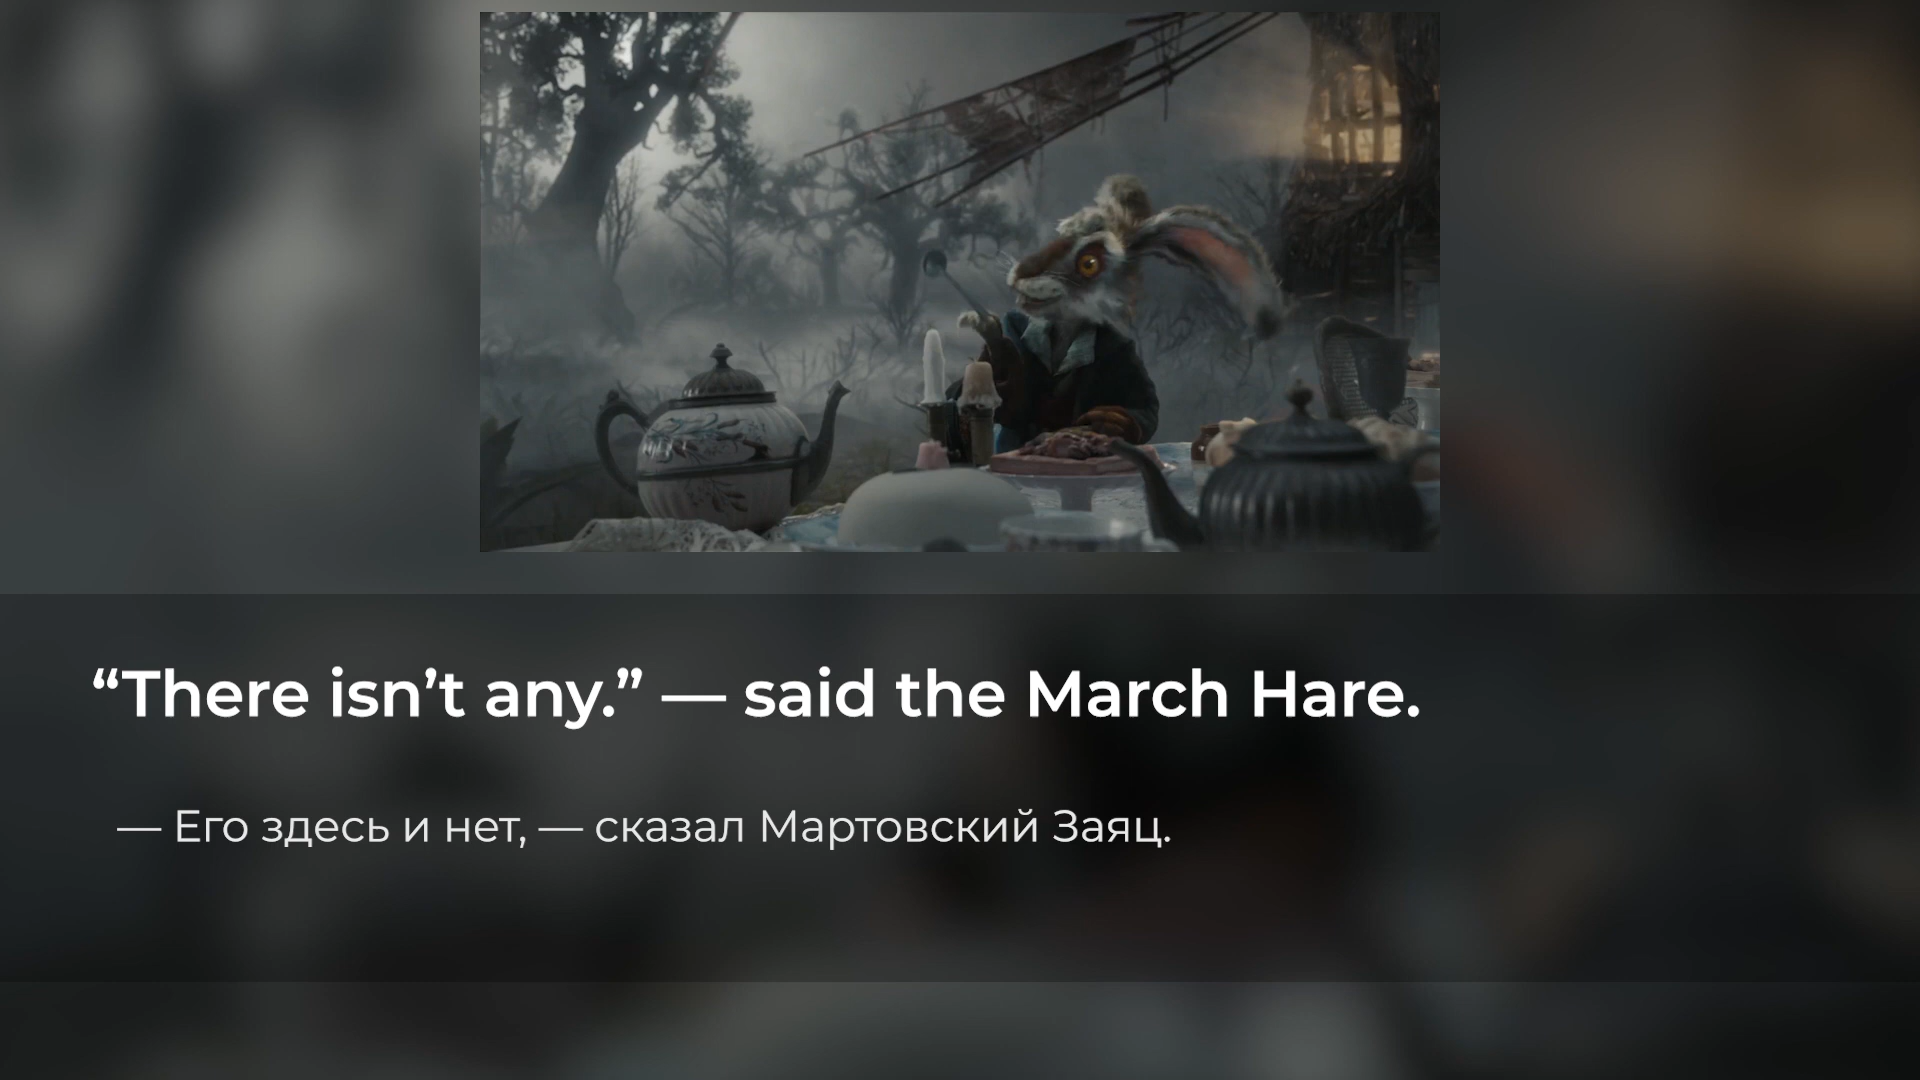 “There isn’t any.” — said the March Hare.
— Его здесь и нет, — сказал Мартовский Заяц.